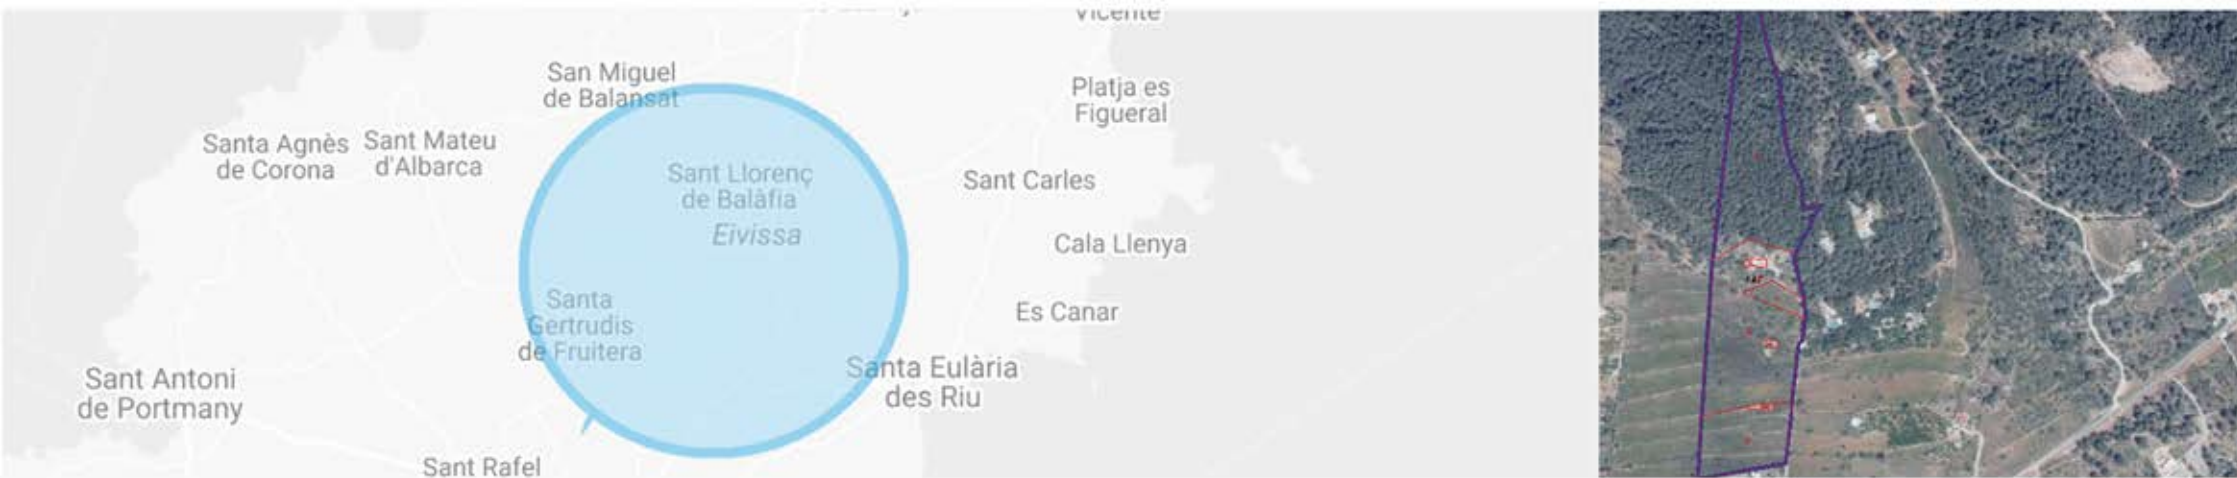 Vicente
San Miguel
de Balansat
Platja es
Figueral
Santa Agnès
de Corona
Sant Mateu
d'Albarca
Sant Llorenç
de Balàfia
Sant Carles
Eivissa
Cala Llenya
Santa
Gertrudis
de Fruitera
Es Canar
Sant Antoni
de Portmany
Santa Eulària
des Riu
Sant Rafel